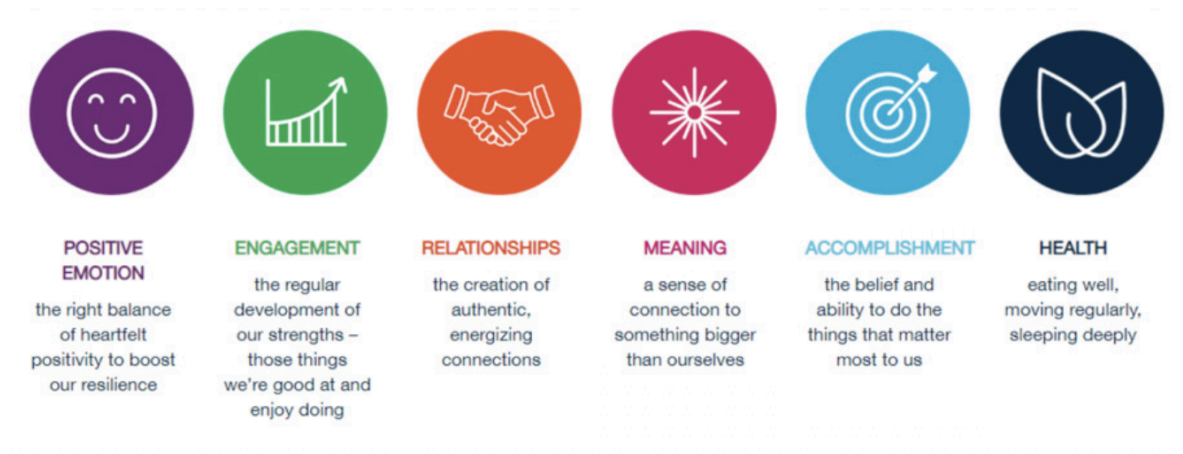 POSITIVE
EMOTION
the right balance
of heartfelt
positivity to boost
our resilience
ENGAGEMENT
the regular
development of
our strengths –
those things
we're good at and
enjoy doing
RELATIONSHIPS
the creation of
authentic,
energizing
connections
MEANING
a sense of
connection to
something bigger
than ourselves
ACCOMPLISHMENT
the belief and
ability to do the
things that matter
most to us
HEALTH
eating well,
moving regularly,
sleeping deeply